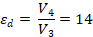 ε_d = V_4/V_3 = 14